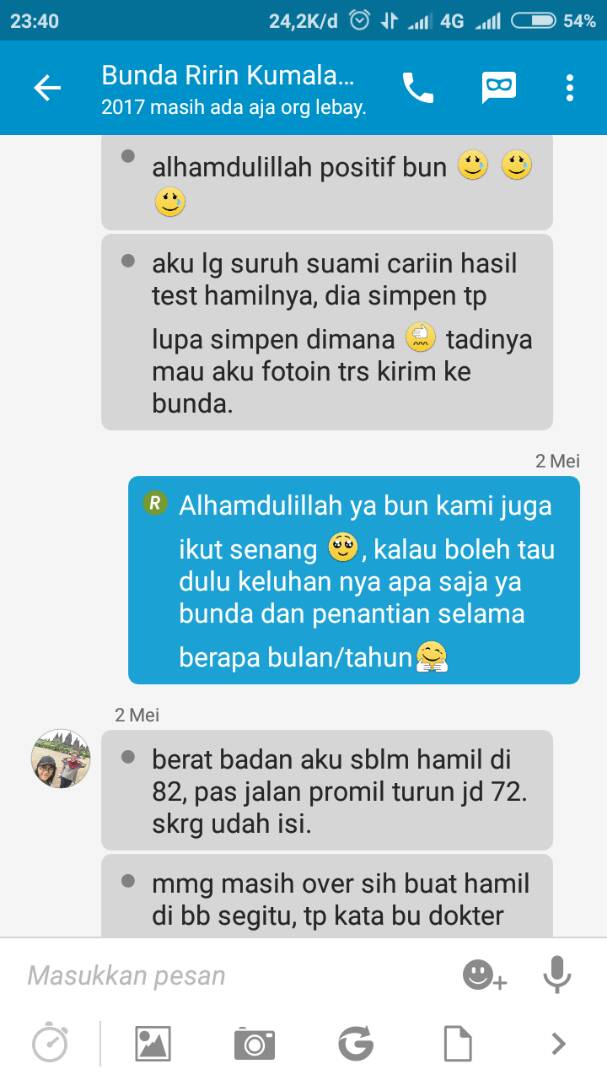 23:40 24,2K/d 4G 54%
Bunda Ririn Kumala...
2017 masih ada aja org lebay.
alhamdulillah positif bun
aku lg suruh suami cariin hasil
test hamilnya, dia simpen tp
lupa simpen dimana tadinya
mau aku fotoin trs kirim ke
bunda.
2 Mei
R Alhamdulillah ya bun kami juga
ikut senang , kalau boleh tau
dulu keluhan nya apa saja ya
bunda dan penantian selama
berapa bulan/tahun
2 Mei
berat badan aku sblm hamil di
82, pas jalan promil turun jd 72.
skrg udah isi.
mmg masih over sih buat hamil
di bb segitu, tp kata bu dokter
Masukkan pesan